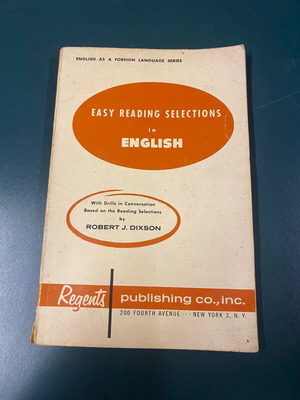 ENGLISH AS A FOREIGN LANGUAGE SERIES
EASY READING SELECTIONS
in
ENGLISH
With Drills in Conversation
Based on the Reading Selections
by
ROBERT J. DIXSON
Regents publishing co., inc.
200 FOURTH AVENUE --- NEW YORK 3, N. Y.